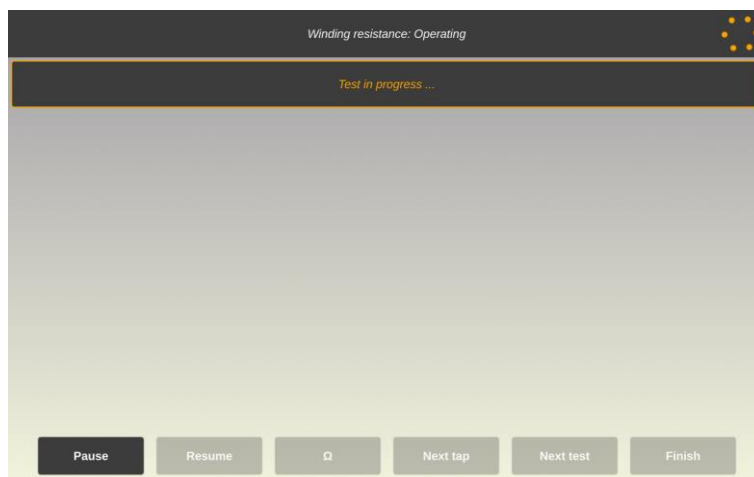 Winding resistance: Operating
Test in progress ...
Pause Resume Ω Next tap Next test Finish